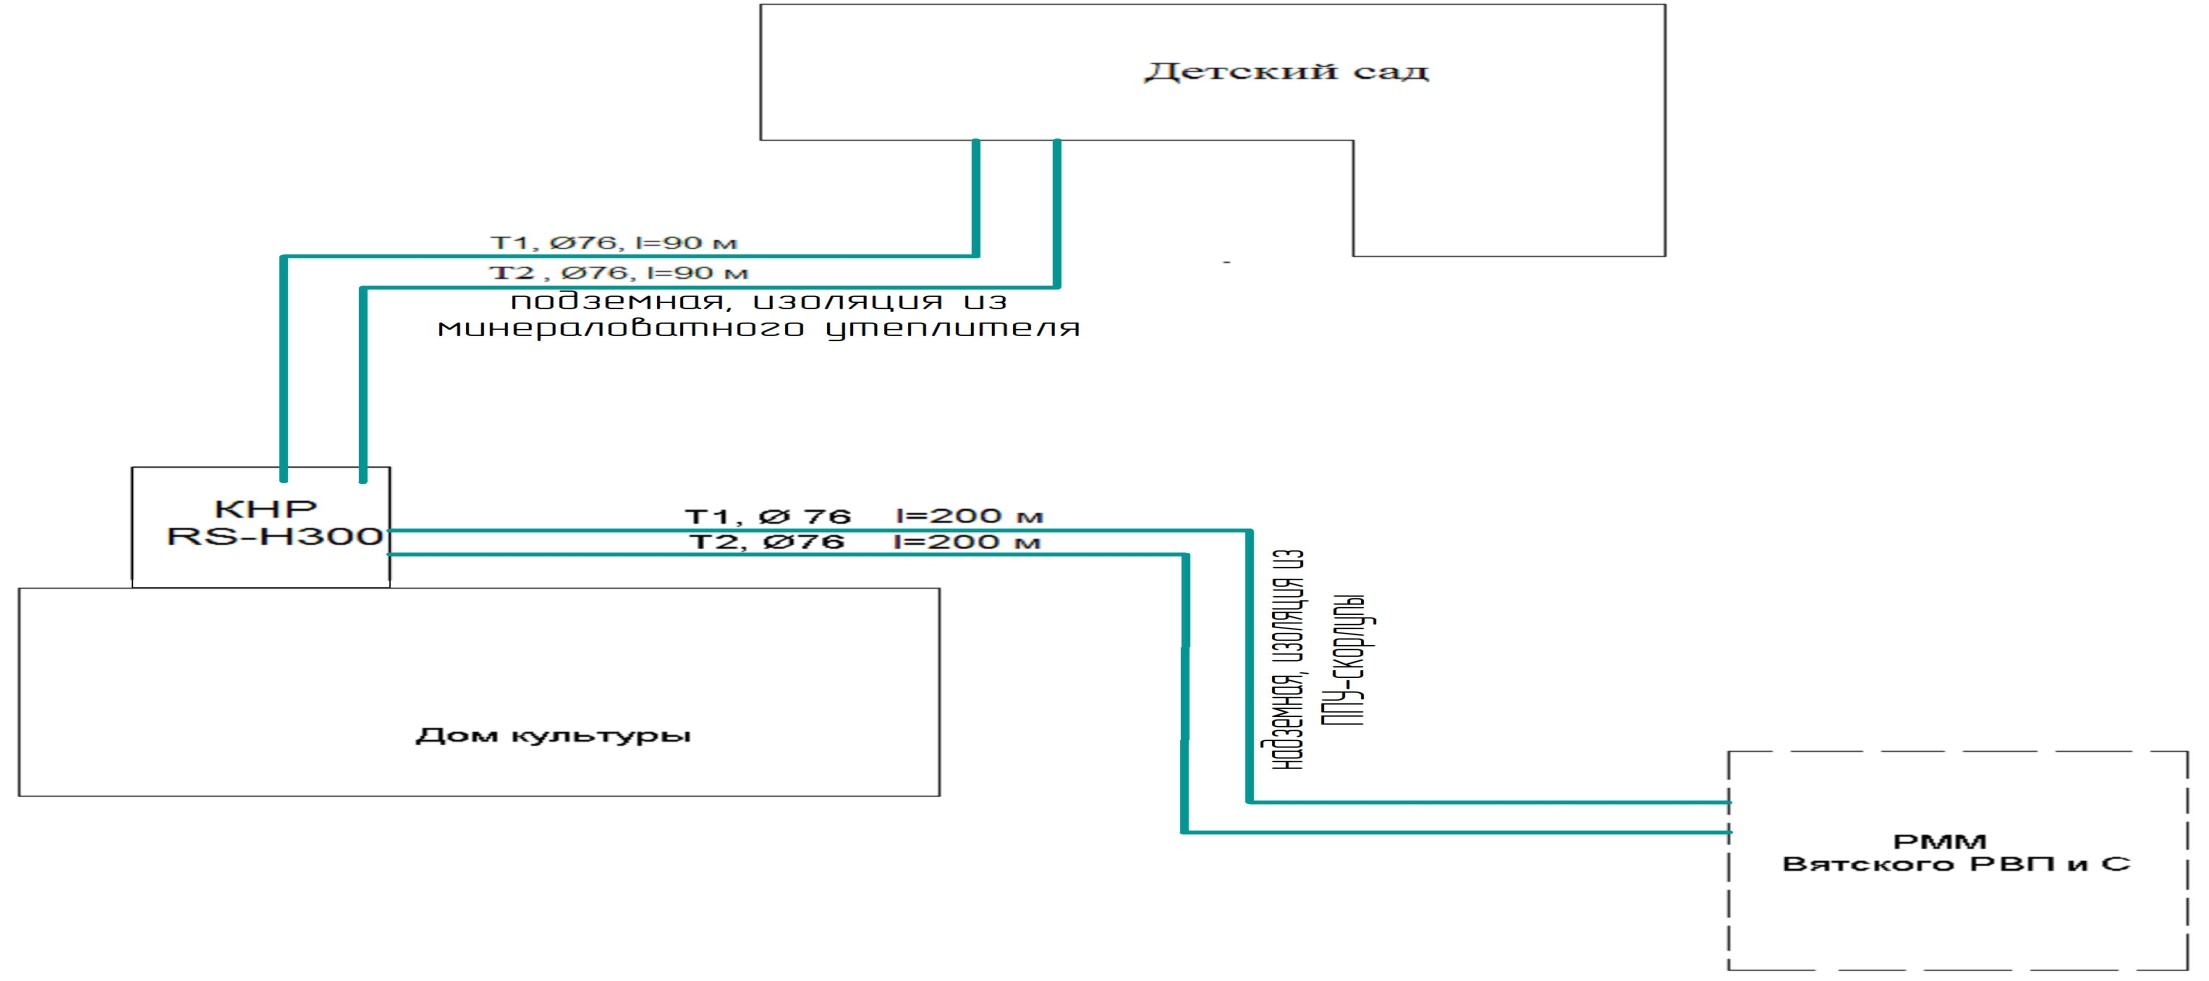 Детский сад
Т1, Ø76, l=90 м
Т2 , Ø76, l=90 м
подземная, изоляция из
минераловатного утеплителя
КНР
RS-H300
Т1, Ø 76 l=200 м
Т2, Ø76 l=200 м
надземная, изоляция из
ППУ-скорлупы
Дом культуры
РММ
Вятского РВП и С